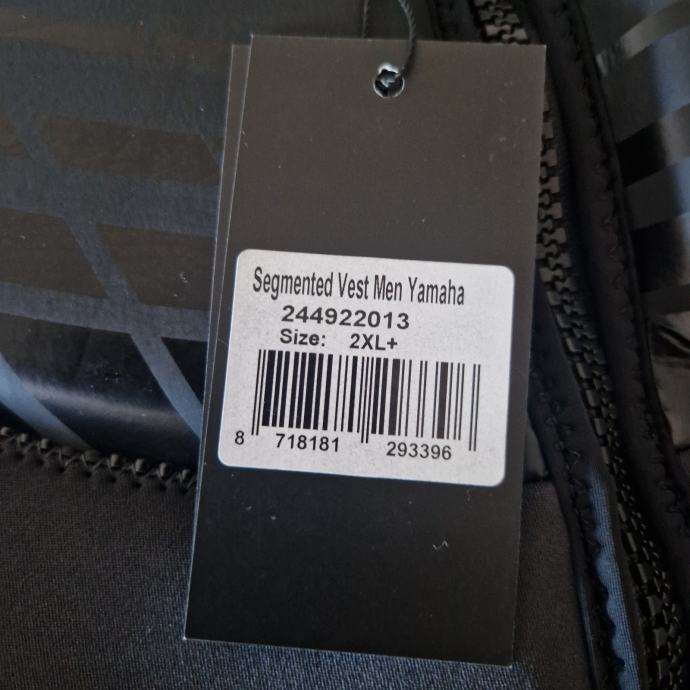 Segmented Vest Men Yamaha
244922013
Size: 2XL+
8 718181 293396